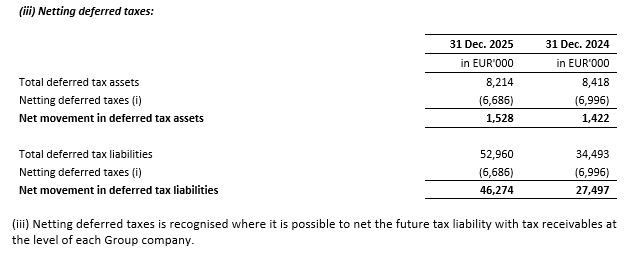 (iii) Netting deferred taxes:
31 Dec. 2025 31 Dec. 2024
in EUR'000 in EUR'000
Total deferred tax assets 8,214 8,418
Netting deferred taxes (i) (6,686) (6,996)
Net movement in deferred tax assets 1,528 1,422
Total deferred tax liabilities 52,960 34,493
Netting deferred taxes (i) (6,686) (6,996)
Net movement in deferred tax liabilities 46,274 27,497
(iii) Netting deferred taxes is recognised where it is possible to net the future tax liability with tax receivables at
the level of each Group company.